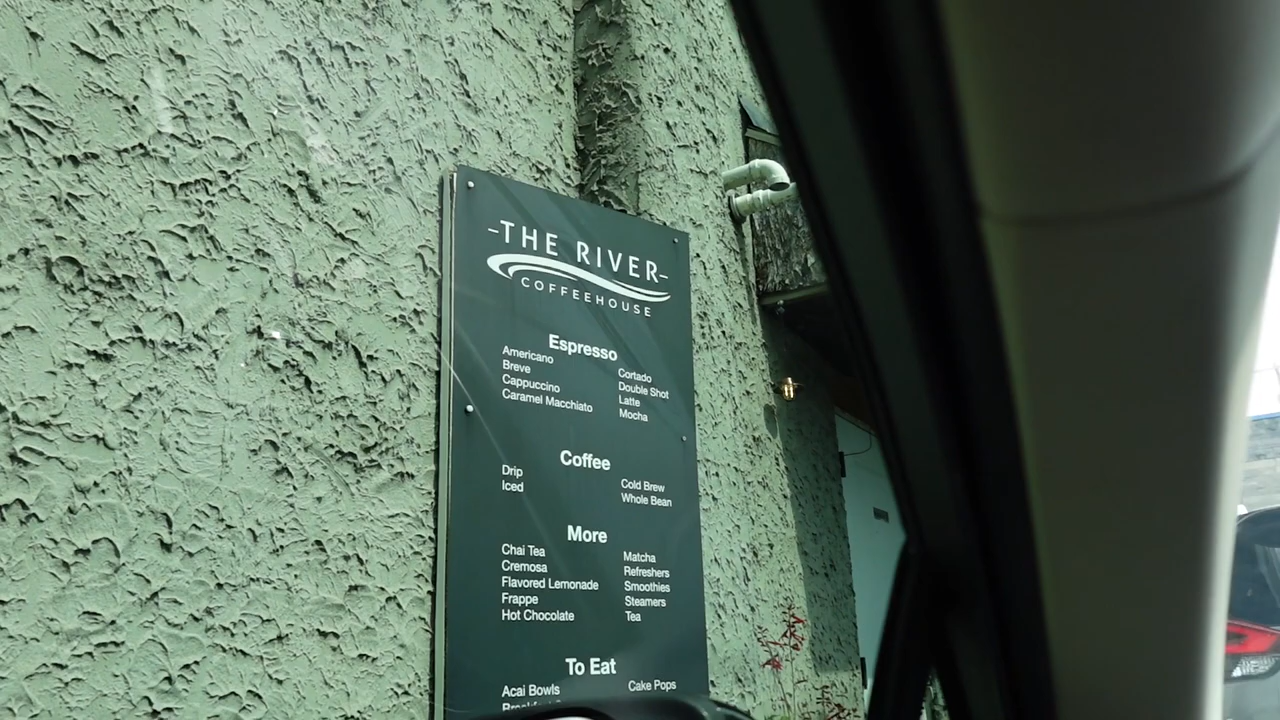 -THE RIVER-
COFFEEHOUSE
Espresso
Americano
Breve
Cappuccino
Caramel Macchiato
Cortado
Double Shot
Latte
Mocha
Coffee
Drip
Iced
Cold Brew
Whole Bean
More
Chai Tea
Cremosa
Flavored Lemonade
Frappe
Hot Chocolate
Matcha
Refreshers
Smoothies
Steamers
Tea
To Eat
Acai Bowls
Cake Pops